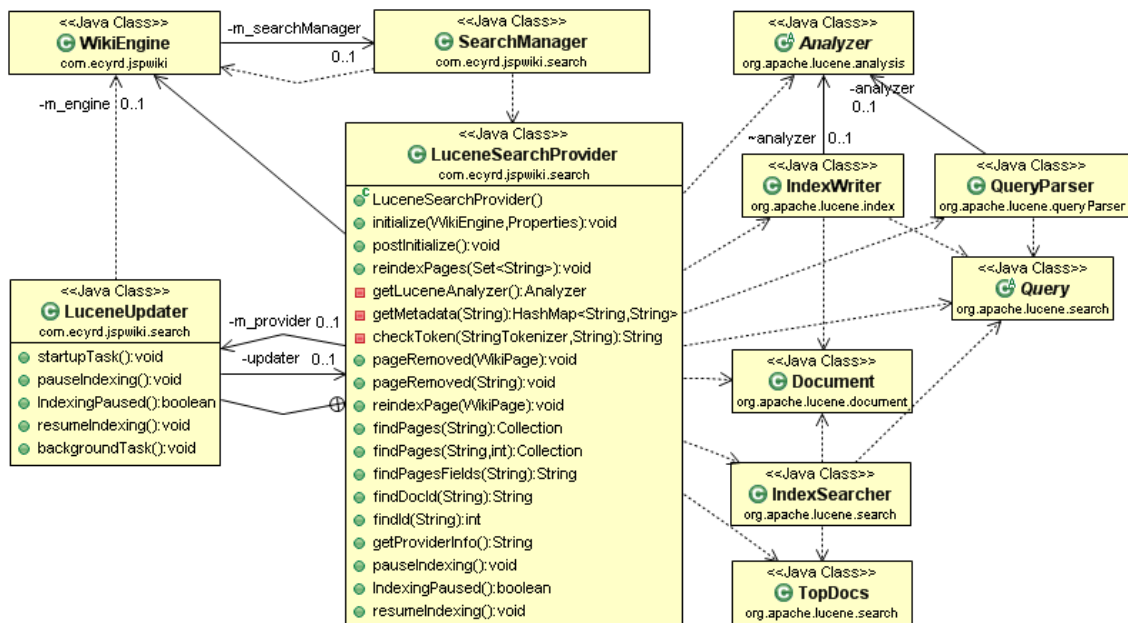 <<Java Class>>
WikiEngine
com.ecyrd.jspwiki
-m_searchManager
0..1
<<Java Class>>
SearchManager
com.ecyrd.jspwiki.search
<<Java Class>>
Analyzer
org.apache.lucene.analysis
-m_engine 0..1
-analyzer
0..1
~analyzer
0..1
<<Java Class>>
LuceneSearchProvider
com.ecyrd.jspwiki.search
LuceneSearchProvider()
initialize(WikiEngine,Properties):void
postInitialize():void
reindexPages(Set<String>):void
getLuceneAnalyzer():Analyzer
getMetadata(String):HashMap<String,String>
checkToken(StringTokenizer,String):String
pageRemoved(WikiPage):void
pageRemoved(String):void
reindexPage(WikiPage):void
findPages(String):Collection
findPages(String,int):Collection
findPagesFields(String):String
findDocId(String):String
findId(String):int
getProviderInfo():String
pauseIndexing():void
IndexingPaused():boolean
resumeIndexing():void
<<Java Class>>
IndexWriter
org.apache.lucene.index
<<Java Class>>
QueryParser
org.apache.lucene.queryParser
<<Java Class>>
Query
org.apache.lucene.search
<<Java Class>>
LuceneUpdater
com.ecyrd.jspwiki.search
startupTask():void
pauseIndexing():void
IndexingPaused():boolean
resumeIndexing():void
backgroundTask():void
-m_provider 0..1
-updater 0..1
<<Java Class>>
Document
org.apache.lucene.document
<<Java Class>>
IndexSearcher
org.apache.lucene.search
<<Java Class>>
TopDocs
org.apache.lucene.search